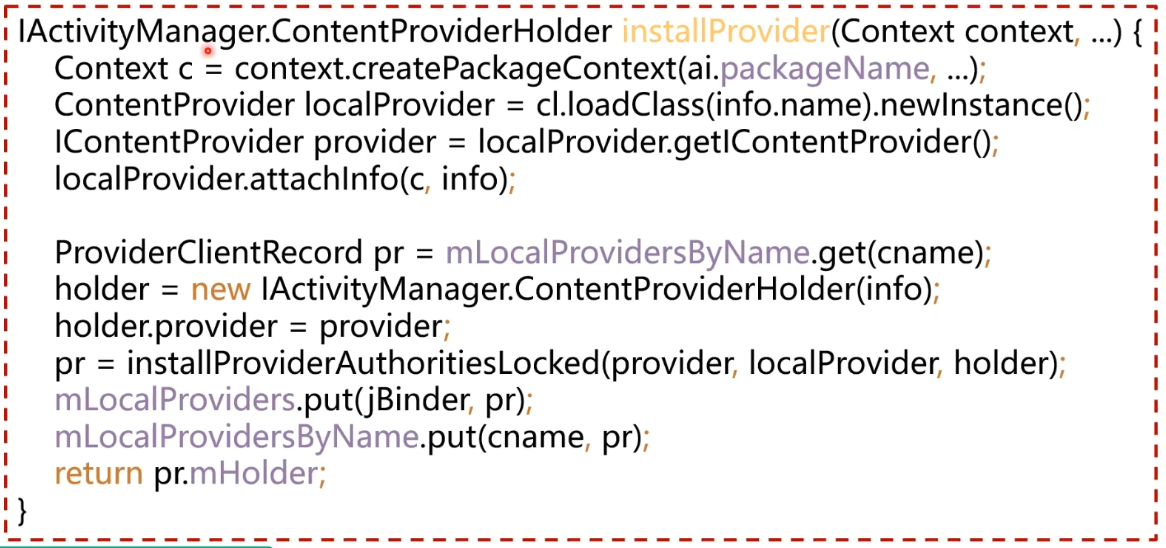 IActivityManager.ContentProviderHolder installProvider(Context context, ...) {
Context c = context.createPackageContext(ai.packageName, ...);
ContentProvider localProvider = cl.loadClass(info.name).newInstance();
IContentProvider provider = localProvider.getIContentProvider();
localProvider.attachInfo(c, info);
ProviderClientRecord pr = mLocalProvidersByName.get(cname);
holder = new IActivityManager.ContentProviderHolder(info);
holder.provider = provider;
pr = installProviderAuthoritiesLocked(provider, localProvider, holder);
mLocalProviders.put(jBinder, pr);
mLocalProvidersByName.put(cname, pr);
return pr.mHolder;
}